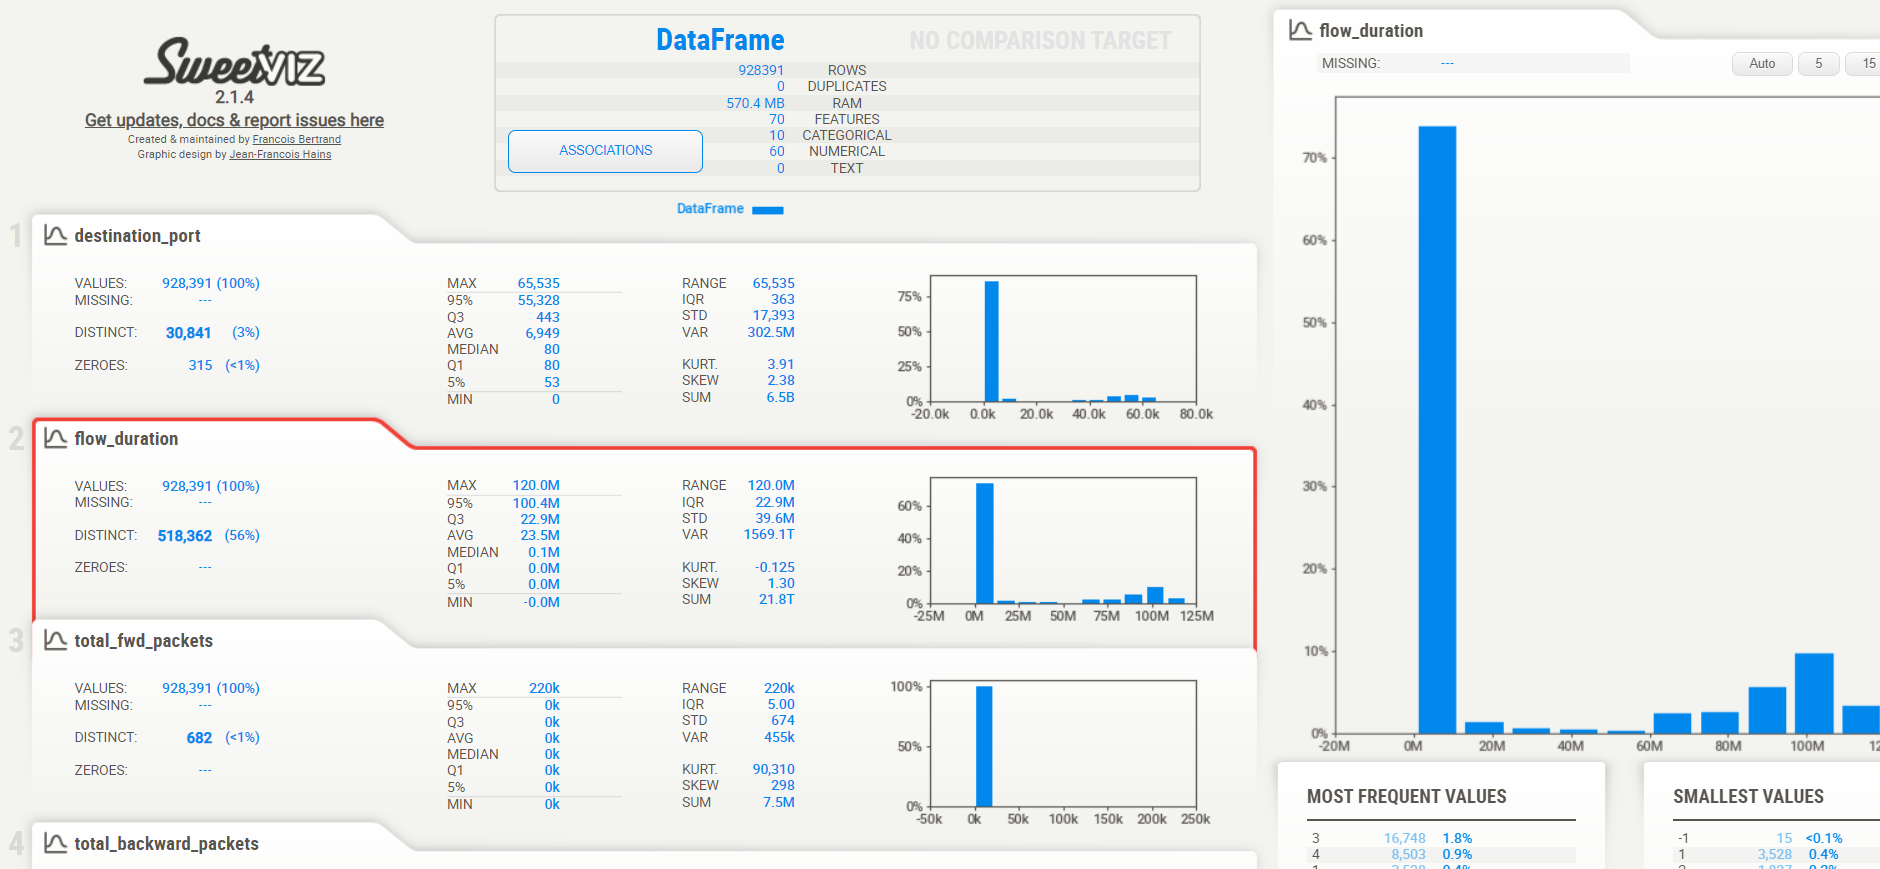 SweetVIZ
2.1.4
Get updates, docs & report issues here
Created & maintained by Francois Bertrand
Graphic design by Jean-Francois Hains
DataFrame NO COMPARISON TARGET
928391 ROWS
0 DUPLICATES
570.4 MB RAM
70 FEATURES
10 CATEGORICAL
60 NUMERICAL
0 TEXT
ASSOCIATIONS
DataFrame
1 destination_port
VALUES: 928,391 (100%)
MISSING: ---
DISTINCT: 30,841 (3%)
ZEROES: 315 (<1%)
MAX 65,535
95% 55,328
Q3 443
AVG 6,949
MEDIAN 80
Q1 80
5% 53
MIN 0
RANGE 65,535
IQR 363
STD 17,393
VAR 302.5M
KURT. 3.91
SKEW 2.38
SUM 6.5B
75%
50%
25%
0%
-20.0k 0.0k 20.0k 40.0k 60.0k 80.0k
2 flow_duration
VALUES: 928,391 (100%)
MISSING: ---
DISTINCT: 518,362 (56%)
ZEROES: ---
MAX 120.0M
95% 100.4M
Q3 22.9M
AVG 23.5M
MEDIAN 0.1M
Q1 0.0M
5% 0.0M
MIN -0.0M
RANGE 120.0M
IQR 22.9M
STD 39.6M
VAR 1569.1T
KURT. -0.125
SKEW 1.30
SUM 21.8T
60%
40%
20%
0%
-25M 0M 25M 50M 75M 100M 125M
3 total_fwd_packets
VALUES: 928,391 (100%)
MISSING: ---
DISTINCT: 682 (<1%)
ZEROES: ---
MAX 220k
95% 0k
Q3 0k
AVG 0k
MEDIAN 0k
Q1 0k
5% 0k
MIN 0k
RANGE 220k
IQR 5.00
STD 674
VAR 455k
KURT. 90,310
SKEW 298
SUM 7.5M
100%
50%
0%
-50k 0k 50k 100k 150k 200k 250k
4 total_backward_packets
flow_duration
MISSING: ---
Auto 5 15
70%
60%
50%
40%
30%
20%
10%
0%
-20M 0M 20M 40M 60M 80M 100M
MOST FREQUENT VALUES
3 16,748 1.8%
4 8,503 0.9%
SMALLEST VALUES
-1 15 <0.1%
1 3,528 0.4%